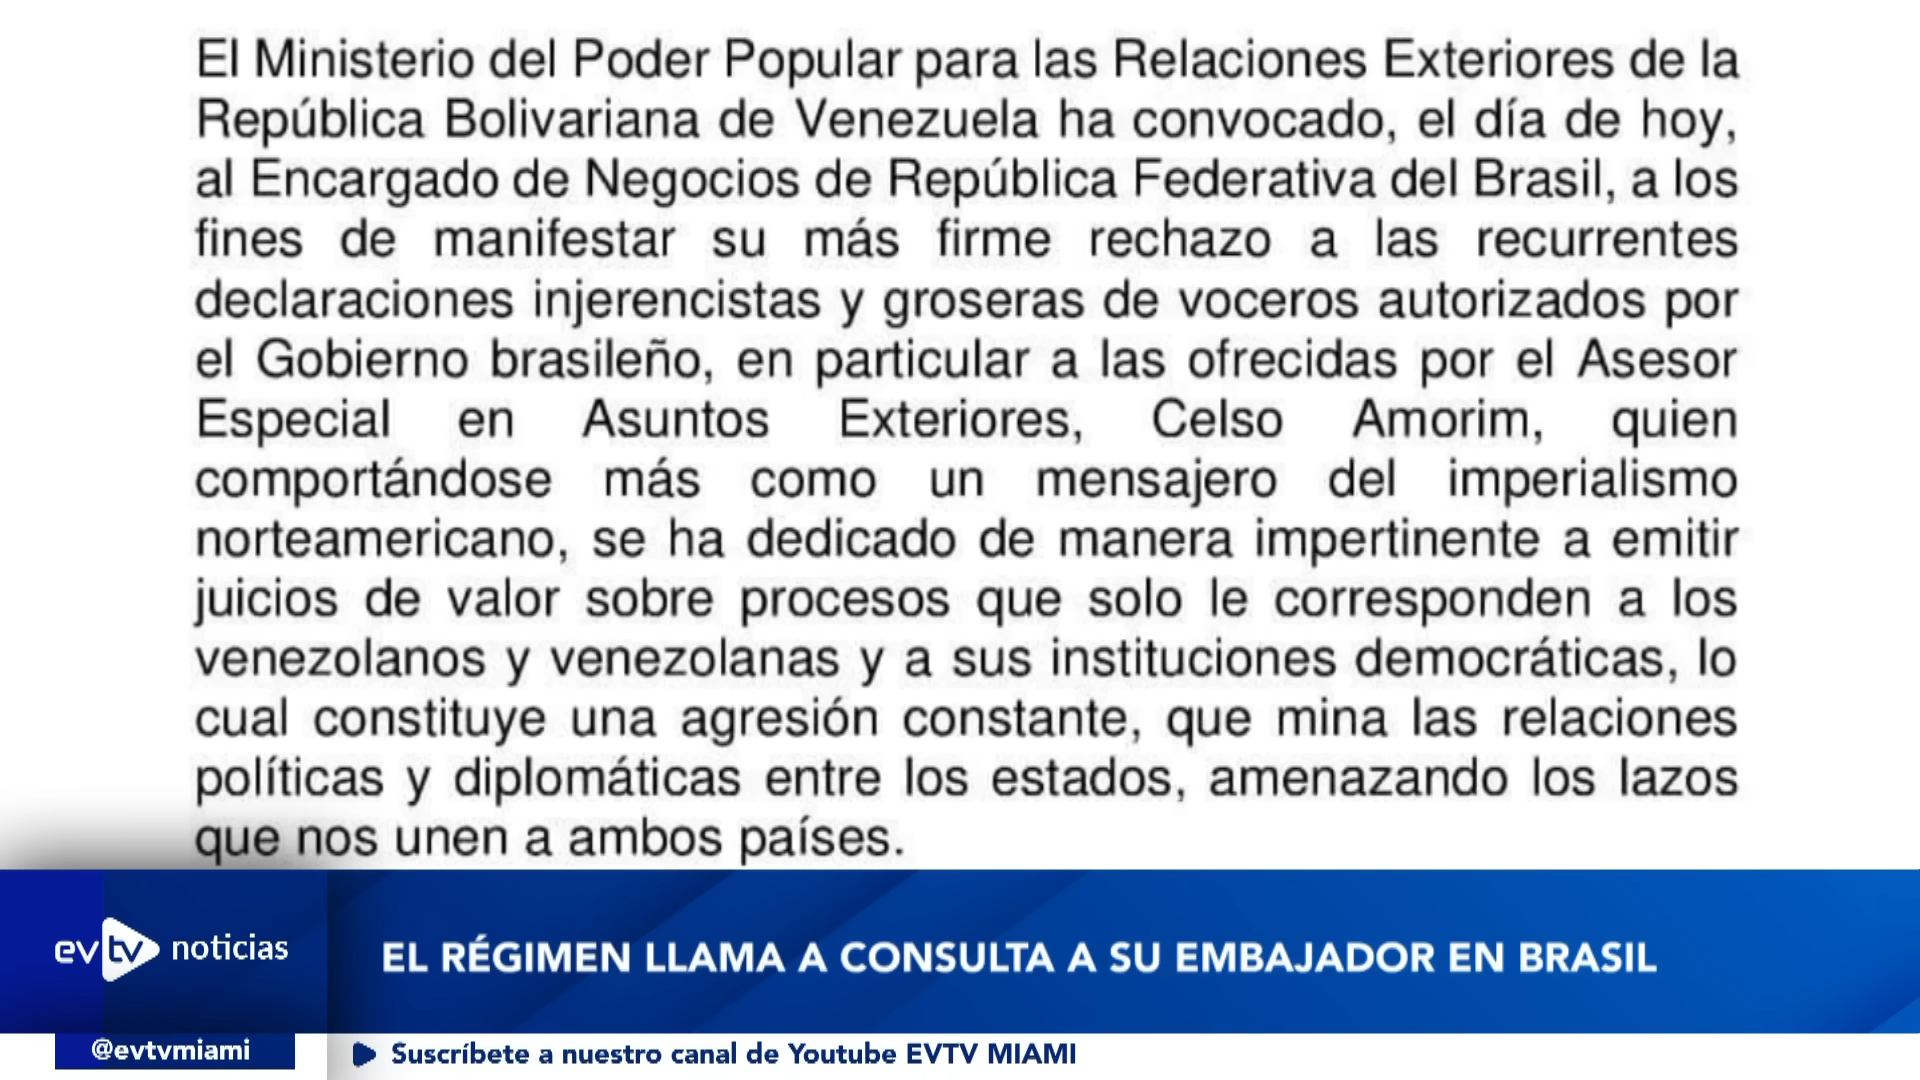 El Ministerio del Poder Popular para las Relaciones Exteriores de la
República Bolivariana de Venezuela ha convocado, el día de hoy,
al Encargado de Negocios de República Federativa del Brasil, a los
fines de manifestar su más firme rechazo a las recurrentes
declaraciones injerencistas y groseras de voceros autorizados por
el Gobierno brasileño, en particular a las ofrecidas por el Asesor
Especial en Asuntos Exteriores, Celso Amorim, quien
comportándose más como un mensajero del imperialismo
norteamericano, se ha dedicado de manera impertinente a emitir
juicios de valor sobre procesos que solo le corresponden a los
venezolanos y venezolanas y a sus instituciones democráticas, lo
cual constituye una agresión constante, que mina las relaciones
políticas y diplomáticas entre los estados, amenazando los lazos
que nos unen a ambos países.
evtv noticias
EL RÉGIMEN LLAMA A CONSULTA A SU EMBAJADOR EN BRASIL
@evtvmiami
Suscríbete a nuestro canal de Youtube EVTV MIAMI